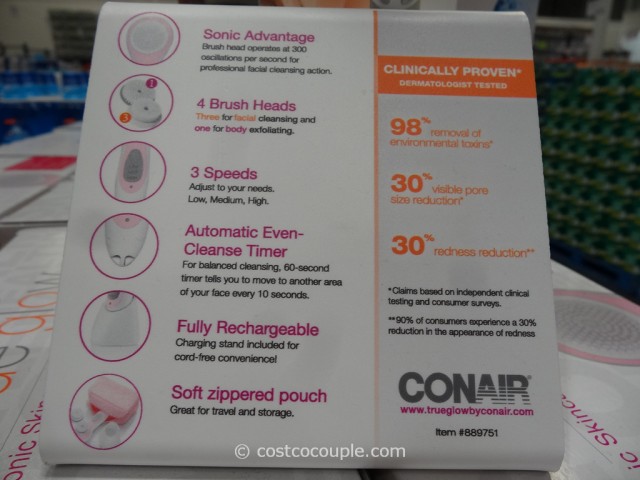 Sonic Advantage
Brush head operates at 300
oscillations per second for
professional facial cleansing action.
1
3
4 Brush Heads
Three for facial cleansing and
one for body exfoliating.
3 Speeds
Adjust to your needs.
Low, Medium, High.
Automatic Even-
Cleanse Timer
For balanced cleansing, 60-second
timer tells you to move to another area
of your face every 10 seconds.
Fully Rechargeable
Charging stand included for
cord-free convenience!
Soft zippered pouch
Great for travel and storage.
CLINICALLY PROVEN*
DERMATOLOGIST TESTED
98% removal of
environmental toxins*
30% visible pore
size reduction*
30% redness reduction**
*Claims based on independent clinical
testing and consumer surveys.
**90% of consumers experience a 30%
reduction in the appearance of redness
CONAIR®
www.trueglowbyconair.com
Item #889751
© costcocouple.com